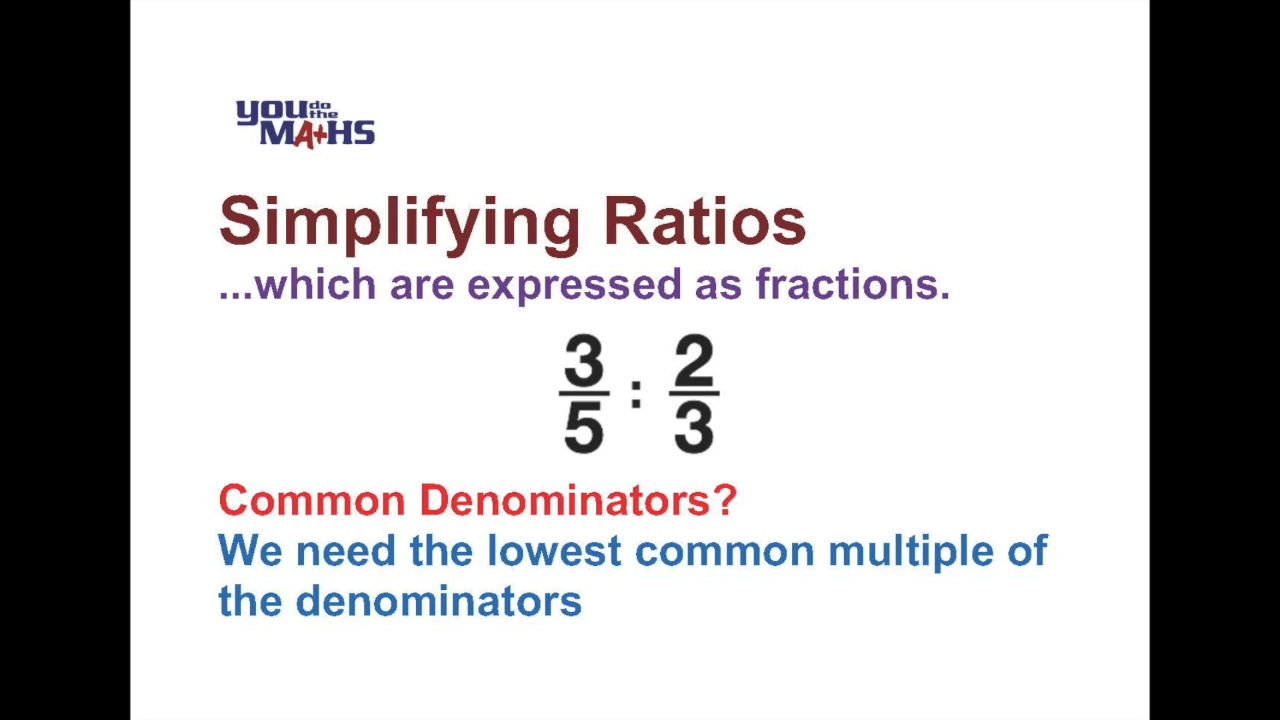 you do the MA+HS
Simplifying Ratios
...which are expressed as fractions.
3/5 : 2/3
Common Denominators?
We need the lowest common multiple of
the denominators